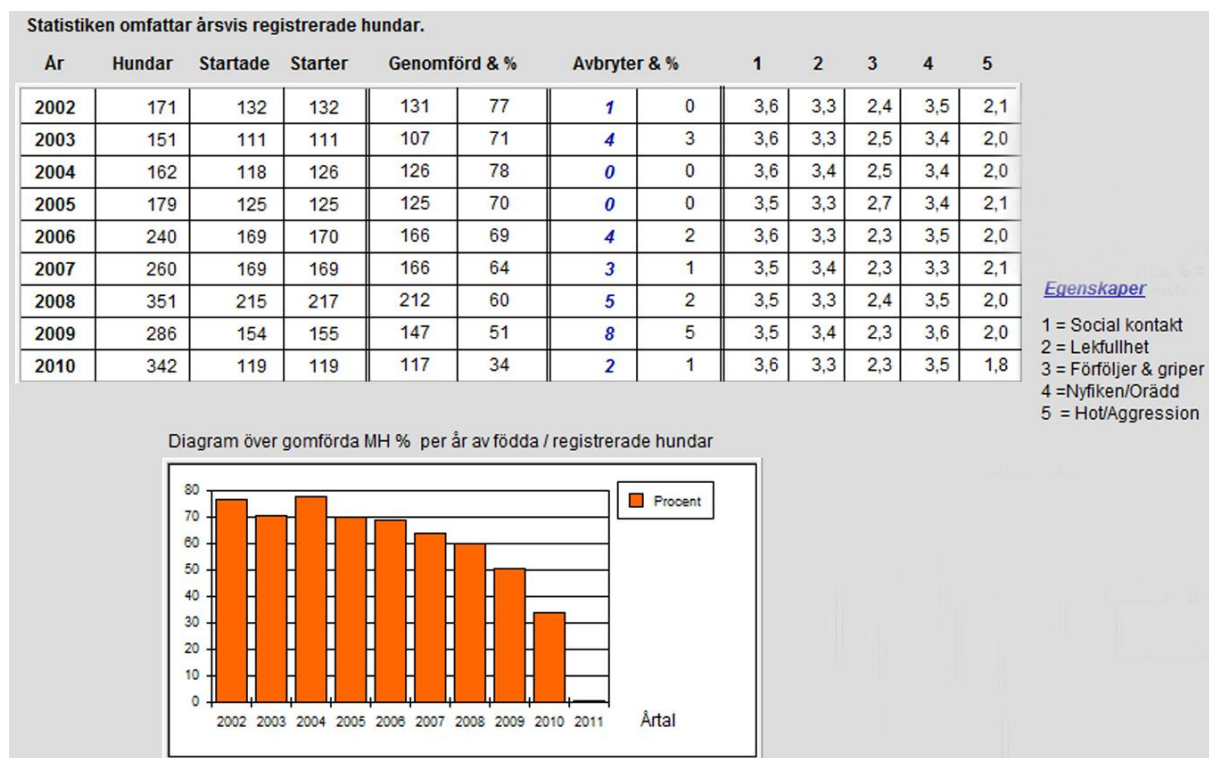 Statistiken omfattar årsvis registrerade hundar.
År Hundar Startade Starter Genomförd & % Avbryter & % 1 2 3 4 5
2002 171 132 132 131 77 1 0 3,6 3,3 2,4 3,5 2,1
2003 151 111 111 107 71 4 3 3,6 3,3 2,5 3,4 2,0
2004 162 118 126 126 78 0 0 3,6 3,4 2,5 3,4 2,0
2005 179 125 125 125 70 0 0 3,5 3,3 2,7 3,4 2,1
2006 240 169 170 166 69 4 2 3,6 3,3 2,3 3,5 2,0
2007 260 169 169 166 64 3 1 3,5 3,4 2,3 3,3 2,1
2008 351 215 217 212 60 5 2 3,5 3,3 2,4 3,5 2,0
2009 286 154 155 147 51 8 5 3,5 3,4 2,3 3,6 2,0
2010 342 119 119 117 34 2 1 3,6 3,3 2,3 3,5 1,8
Egenskaper
1 = Social kontakt
2 = Lekfullhet
3 = Förföljer & griper
4 =Nyfiken/Orädd
5 = Hot/Aggression
Diagram över gomförda MH % per år av födda / registrerade hundar
80
70
60
50
40
30
20
10
0
2002 2003 2004 2005 2006 2007 2008 2009 2010 2011
Årtal
Procent